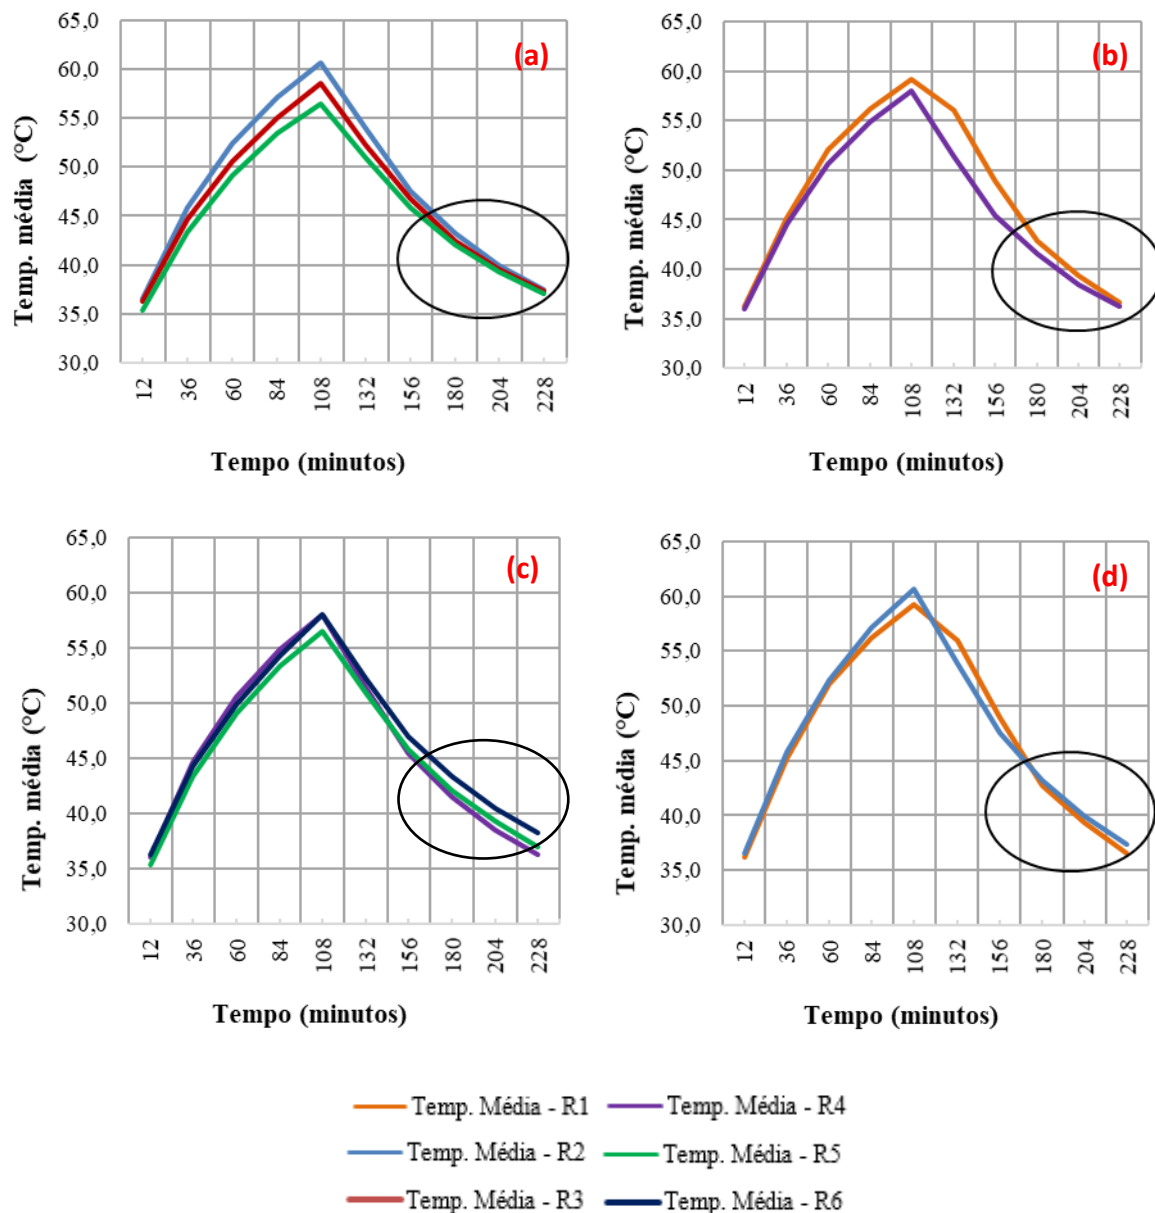 (a)
Temp. média (°C)
65,0
60,0
55,0
50,0
45,0
40,0
35,0
30,0
12 36 60 84 108 132 156 180 204 228
Tempo (minutos)
(b)
Temp. média (°C)
65,0
60,0
55,0
50,0
45,0
40,0
35,0
30,0
12 36 60 84 108 132 156 180 204 228
Tempo (minutos)
(c)
Temp. média (°C)
65,0
60,0
55,0
50,0
45,0
40,0
35,0
30,0
12 36 60 84 108 132 156 180 204 228
Tempo (minutos)
(d)
Temp. média (°C)
65,0
60,0
55,0
50,0
45,0
40,0
35,0
30,0
12 36 60 84 108 132 156 180 204 228
Tempo (minutos)
Temp. Média - R1 Temp. Média - R4
Temp. Média - R2 Temp. Média - R5
Temp. Média - R3 Temp. Média - R6